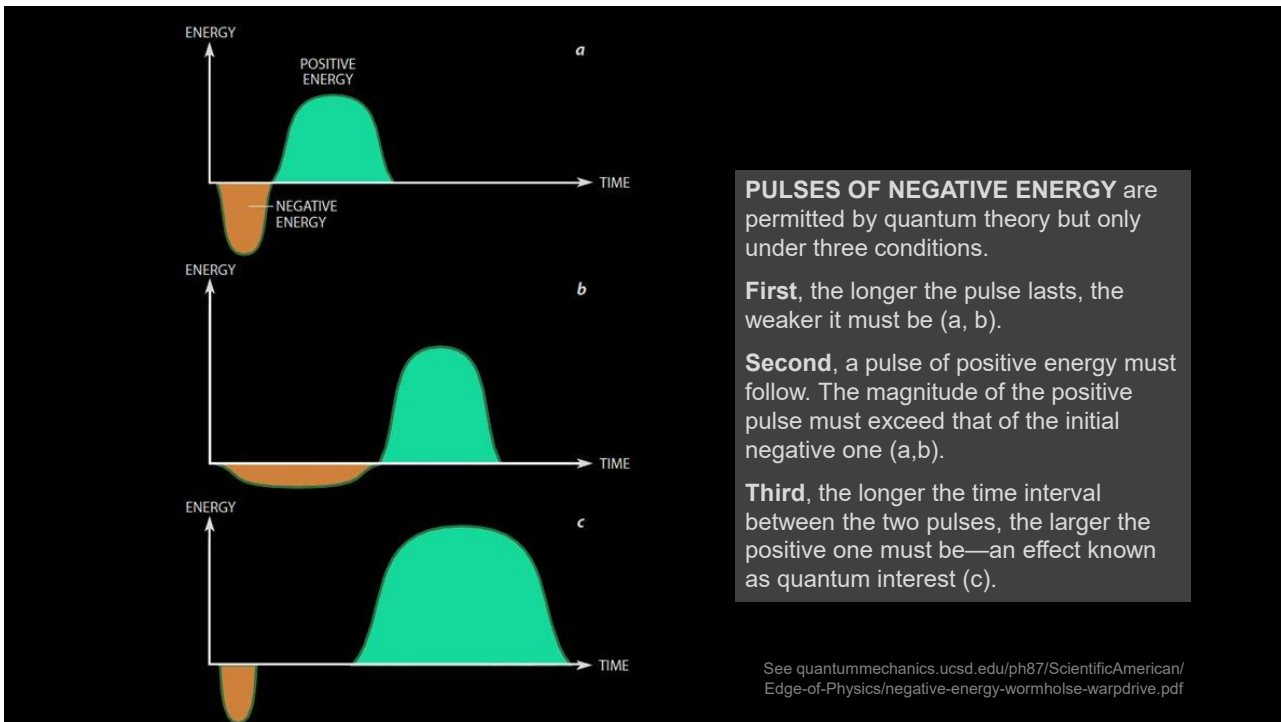 ENERGY
a
POSITIVE
ENERGY
TIME
NEGATIVE
ENERGY
ENERGY
b
TIME
ENERGY
c
TIME
PULSES OF NEGATIVE ENERGY are
permitted by quantum theory but only
under three conditions.
First, the longer the pulse lasts, the
weaker it must be (a, b).
Second, a pulse of positive energy must
follow. The magnitude of the positive
pulse must exceed that of the initial
negative one (a,b).
Third, the longer the time interval
between the two pulses, the larger the
positive one must be—an effect known
as quantum interest (c).
See quantummechanics.ucsd.edu/ph87/ScientificAmerican/
Edge-of-Physics/negative-energy-wormholse-warpdrive.pdf